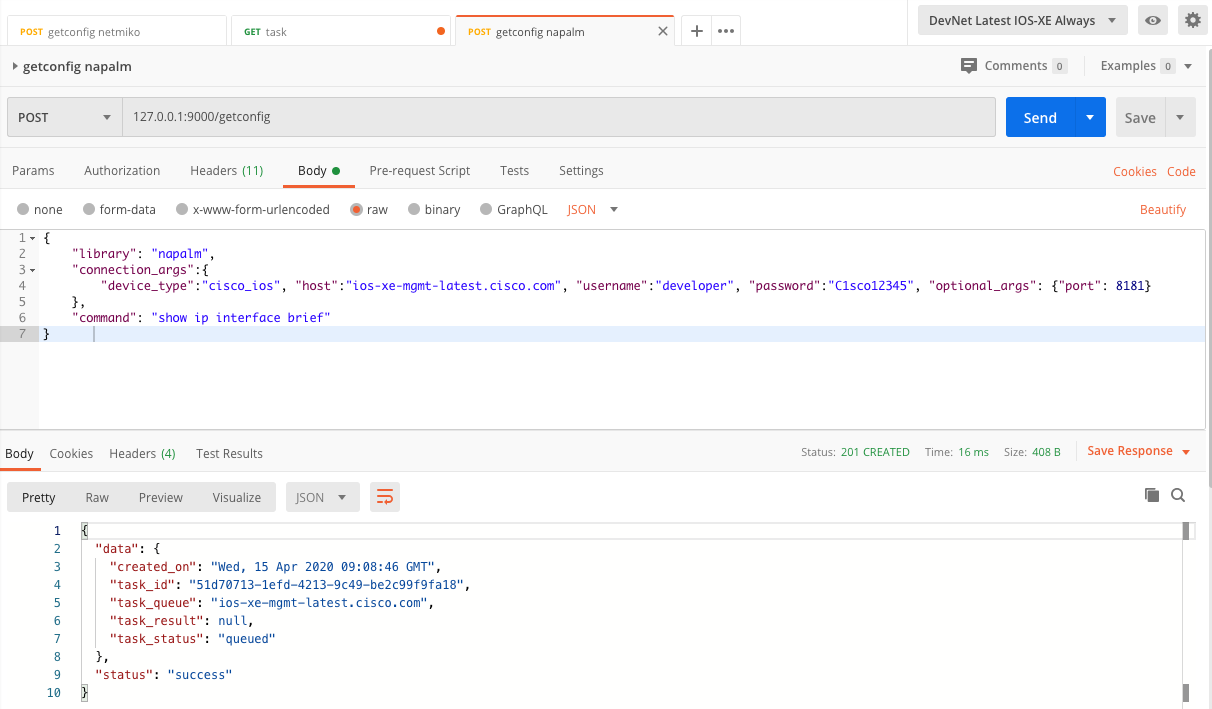 POST getconfig netmiko
GET task
POST getconfig napalm
DevNet Latest IOS-XE Always
getconfig napalm
Comments 0
Examples 0
POST
127.0.0.1:9000/getconfig
Send
Save
Params Authorization Headers (11) Body Pre-request Script Tests Settings
Cookies Code
none form-data x-www-form-urlencoded raw binary GraphQL JSON
Beautify
1 {
2 "library": "napalm",
3 "connection_args":{
4 "device_type":"cisco_ios", "host":"ios-xe-mgmt-latest.cisco.com", "username":"developer", "password":"C1sco12345", "optional_args": {"port": 8181}
5 },
6 "command": "show ip interface brief"
7 }
Body Cookies Headers (4) Test Results
Status: 201 CREATED Time: 16 ms Size: 408 B
Save Response
Pretty Raw Preview Visualize JSON
1 {
2 "data": {
3 "created_on": "Wed, 15 Apr 2020 09:08:46 GMT",
4 "task_id": "51d70713-1efd-4213-9c49-be2c99f9fa18",
5 "task_queue": "ios-xe-mgmt-latest.cisco.com",
6 "task_result": null,
7 "task_status": "queued"
8 },
9 "status": "success"
10 }